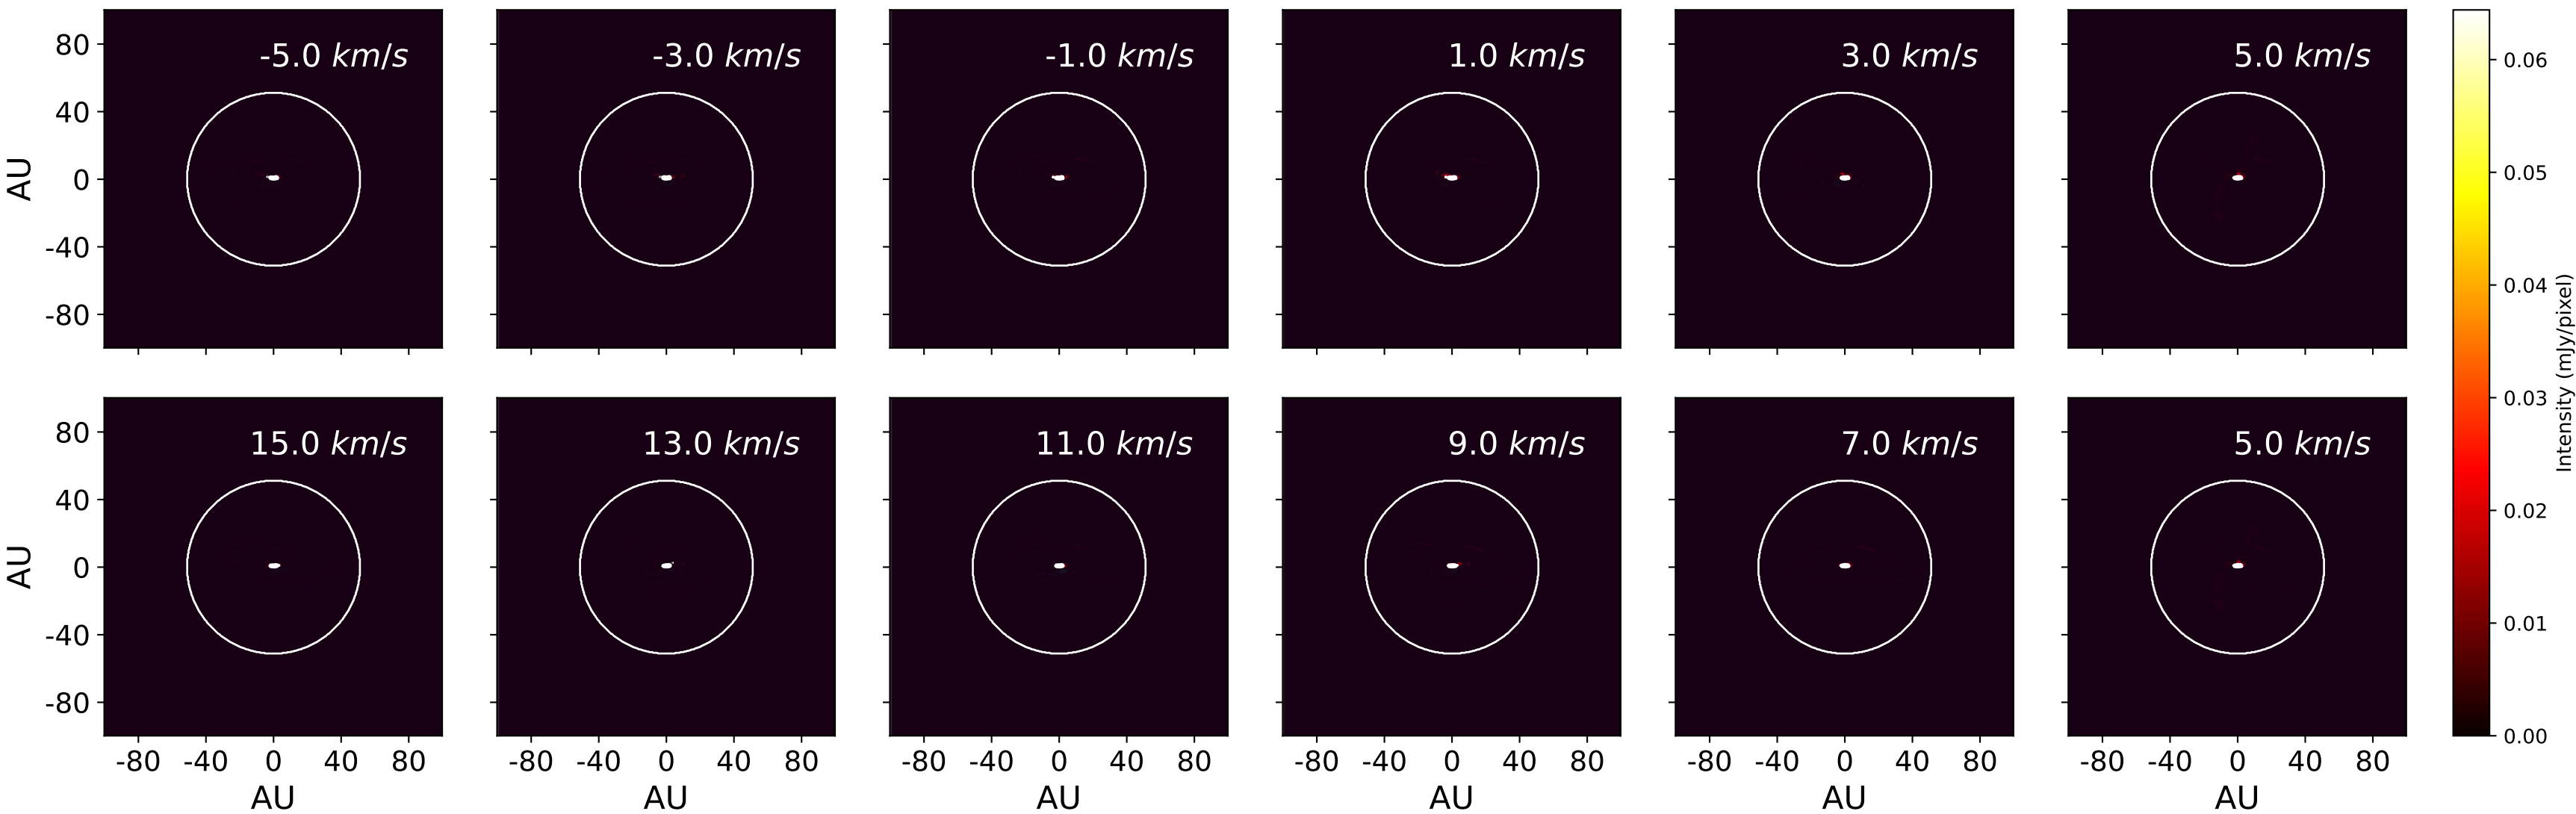 -5.0 km/s
-3.0 km/s
-1.0 km/s
1.0 km/s
3.0 km/s
5.0 km/s
80
40
0
-40
-80
AU
15.0 km/s
13.0 km/s
11.0 km/s
9.0 km/s
7.0 km/s
5.0 km/s
80
40
0
-40
-80
AU
-80 -40 0 40 80
-80 -40 0 40 80
-80 -40 0 40 80
-80 -40 0 40 80
-80 -40 0 40 80
-80 -40 0 40 80
AU
AU
AU
AU
AU
AU
0.06
0.05
0.04
0.03
0.02
0.01
0.00
Intensity (mJy/pixel)